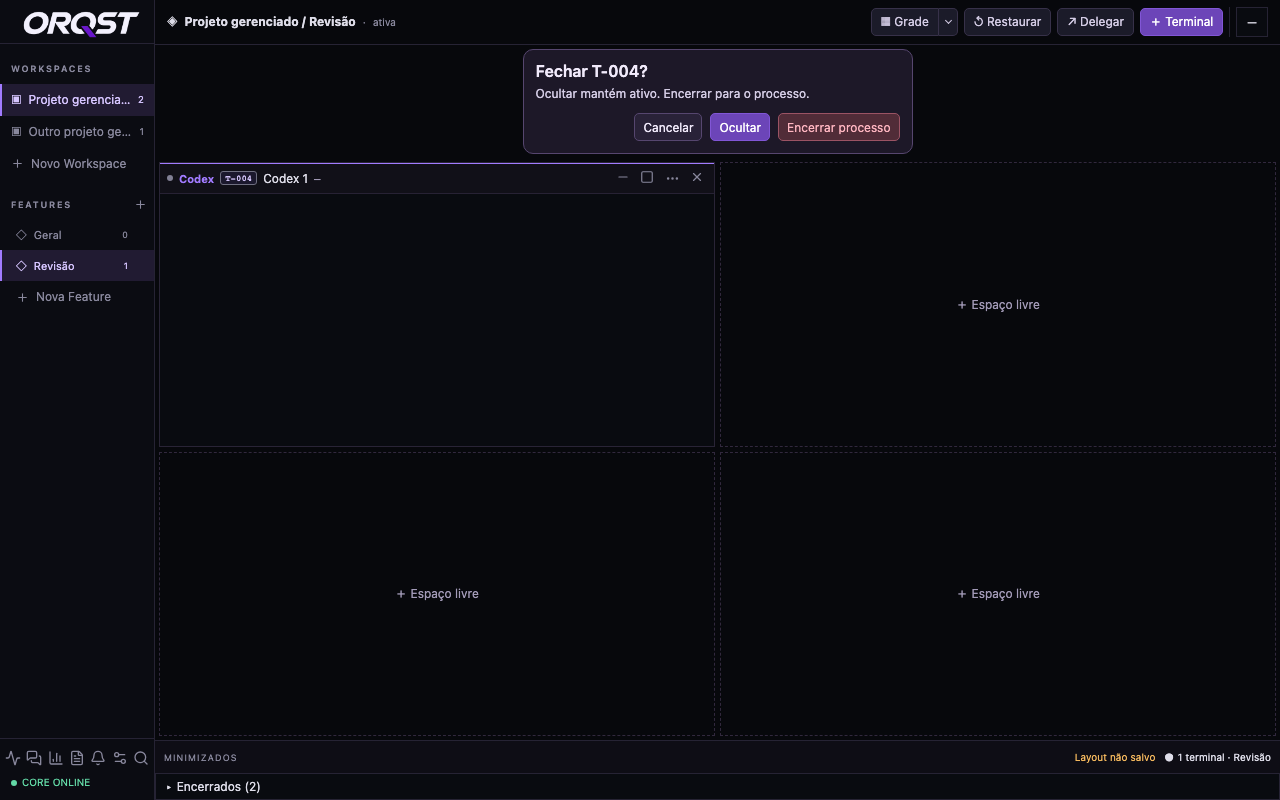 ORQST
WORKSPACES
Projeto gerencia... 2
Outro projeto ge... 1
+ Novo Workspace
FEATURES +
Geral 0
Revisão 1
+ Nova Feature
CORE ONLINE
Projeto gerenciado / Revisão · ativa
Grade
Restaurar
Delegar
+ Terminal
Fechar T-004?
Ocultar mantém ativo. Encerrar para o processo.
Cancelar Ocultar Encerrar processo
Codex T-004 Codex 1 –
+ Espaço livre
+ Espaço livre
+ Espaço livre
MINIMIZADOS
Layout não salvo 1 terminal · Revisão
Encerrados (2)